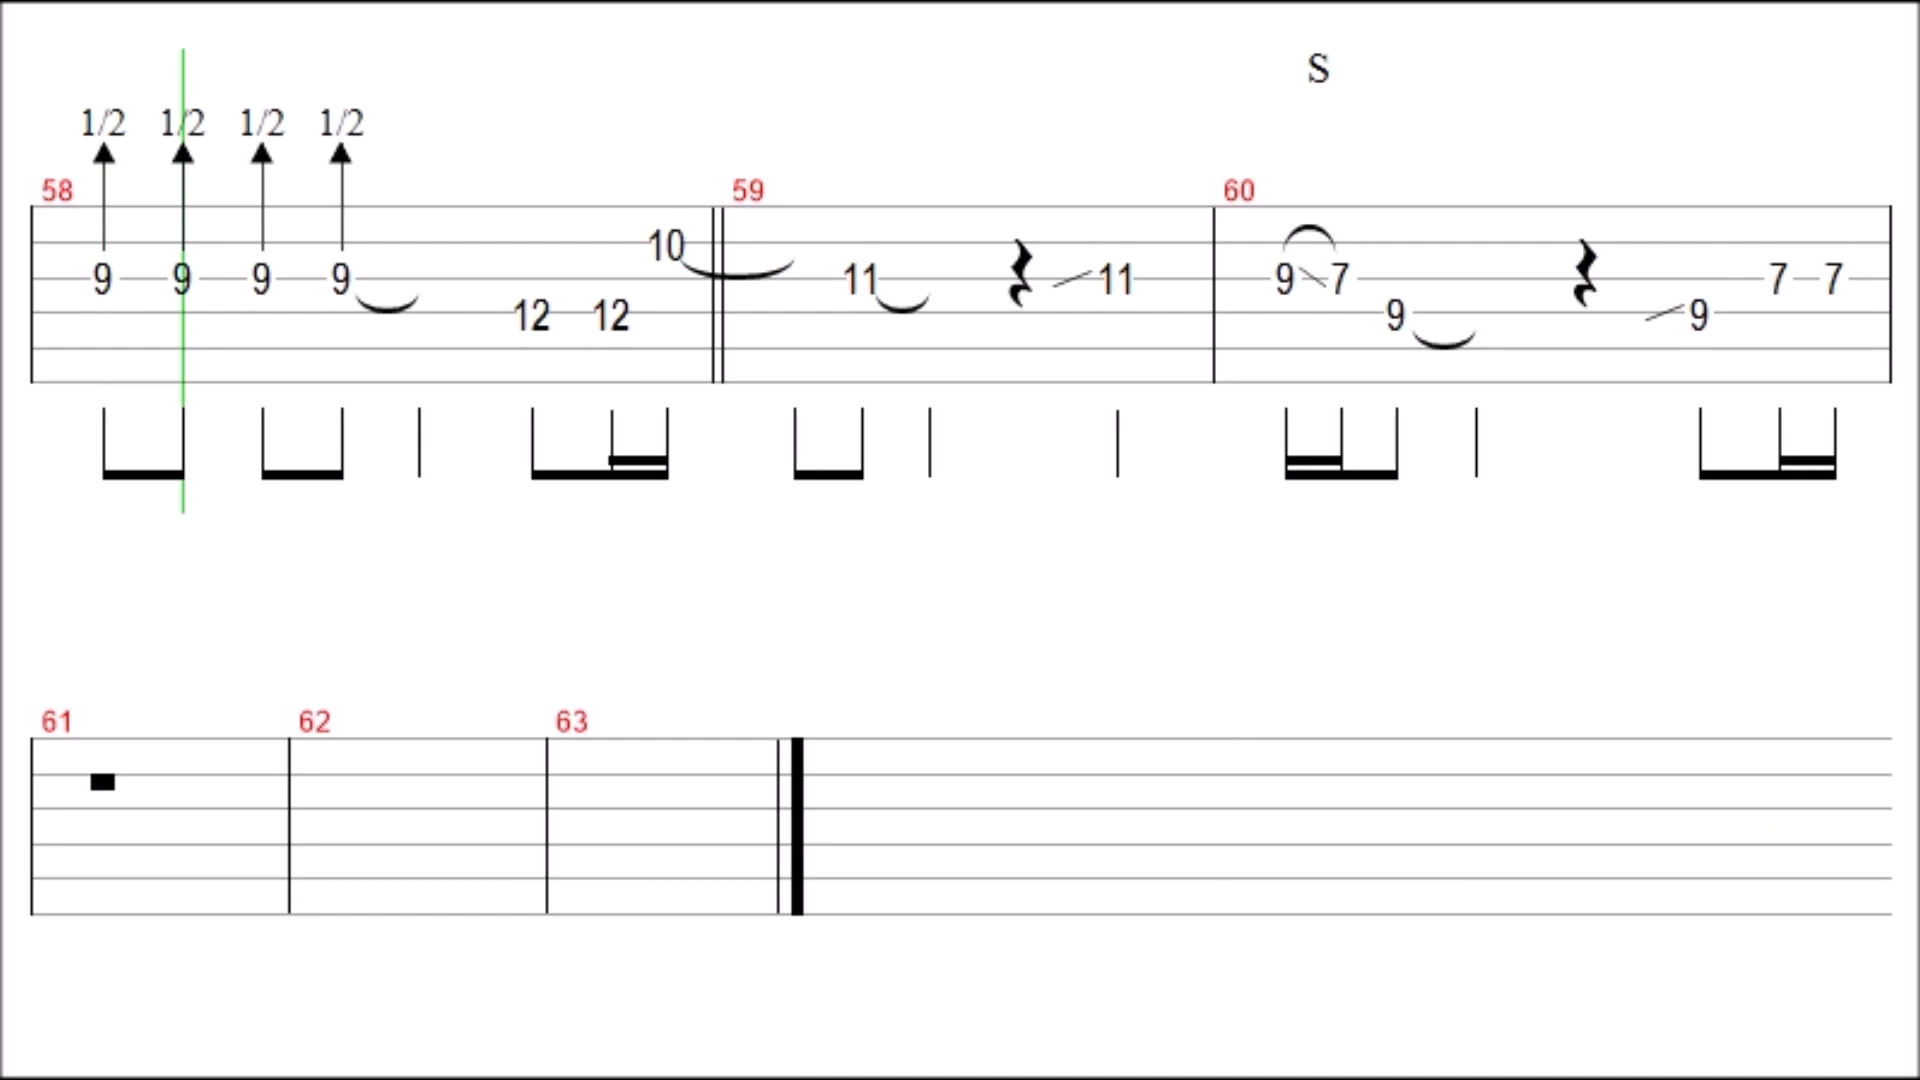 S
1/2 1/2 1/2 1/2
58 59 60
10
9 9 9 9 11 11 9 7 7 7
12 12 9 9
61 62 63